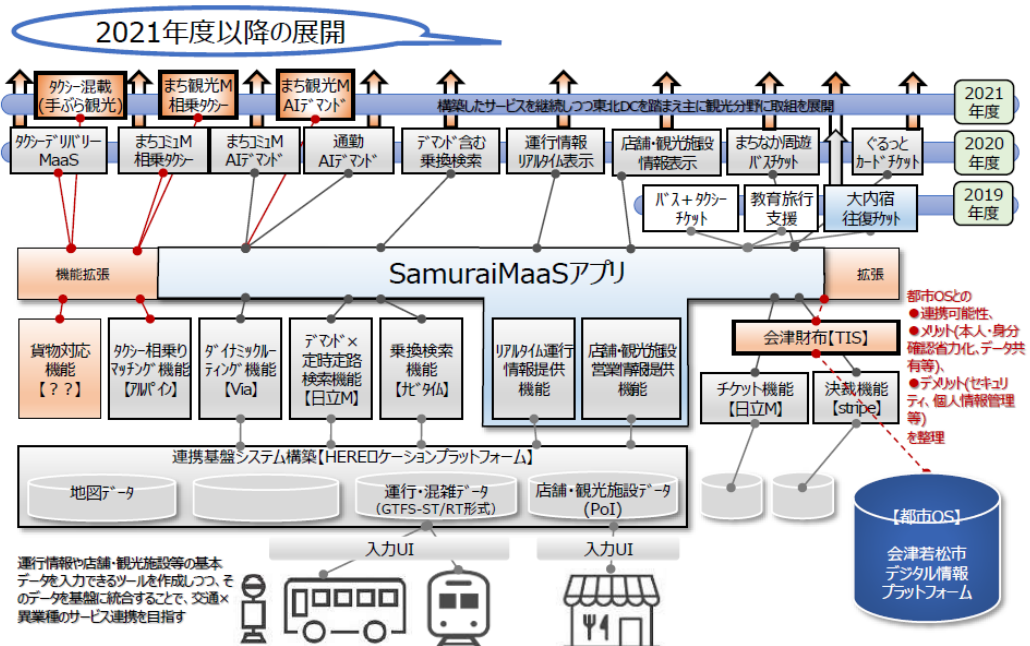 2021年度以降の展開
ﾀｸｼｰ混載
(手ぶら観光)
まち観光M
相乗ﾀｸｼｰ
まち観光M
AIﾃﾞﾏﾝﾄﾞ
構築したサービスを継続しつつ東北DCを踏まえ主に観光分野に取組を展開
2021
年度
ﾀｸｼｰﾃﾞﾘﾊﾞﾘｰ
MaaS
まちｺﾐｭM
相乗ﾀｸｼｰ
まちｺﾐｭM
AIﾃﾞﾏﾝﾄﾞ
通勤
AIﾃﾞﾏﾝﾄﾞ
ﾃﾞﾏﾝﾄﾞ含む
乗換検索
運行情報
ﾘｱﾙﾀｲﾑ表示
店舗・観光施設
情報表示
まちなか周遊
ﾊﾞｽﾁｹｯﾄ
ぐるっと
ｶｰﾄﾞﾁｹｯﾄ
2020
年度
ﾊﾞｽ+ﾀｸｼｰ
ﾁｹｯﾄ
教育旅行
支援
大内宿
往復ﾁｹｯﾄ
2019
年度
機能拡張
SamuraiMaaSアプリ
拡張
貨物対応
機能
【？？】
ﾀｸｼｰ相乗り
ﾏｯﾁﾝｸﾞ機能
【ｱﾙﾊﾟｲﾝ】
ﾀﾞｲﾅﾐｯｸﾙｰ
ﾃｨﾝｸﾞ機能
【Via】
ﾃﾞﾏﾝﾄﾞ×
定時定路
検索機能
【日立M】
乗換検索
機能
【ﾅﾋﾞﾀｲﾑ】
ﾘｱﾙﾀｲﾑ運行
情報提供
機能
店舗・観光施設
営業情報提供
機能
会津財布【TIS】
チケット機能
【日立M】
決裁機能
【stripe】
都市OSとの
●連携可能性、
●ﾒﾘｯﾄ(本人・身分
確認省力化、データ共
有等)、
●デメリット(セキュリ
ティ、個人情報管理
等)
を整理
連携基盤システム構築【HEREロケーションプラットフォーム】
地図データ
運行・混雑データ
(GTFS-ST/RT形式)
店舗・観光施設データ
(PoI)
入力UI
入力UI
【都市OS】
会津若松市
デジタル情報
プラットフォーム
運行情報や店舗・観光施設等の基本
データを入力できるツールを作成しつつ、そ
のデータを基盤に統合することで、交通×
異業種のサービス連携を目指す